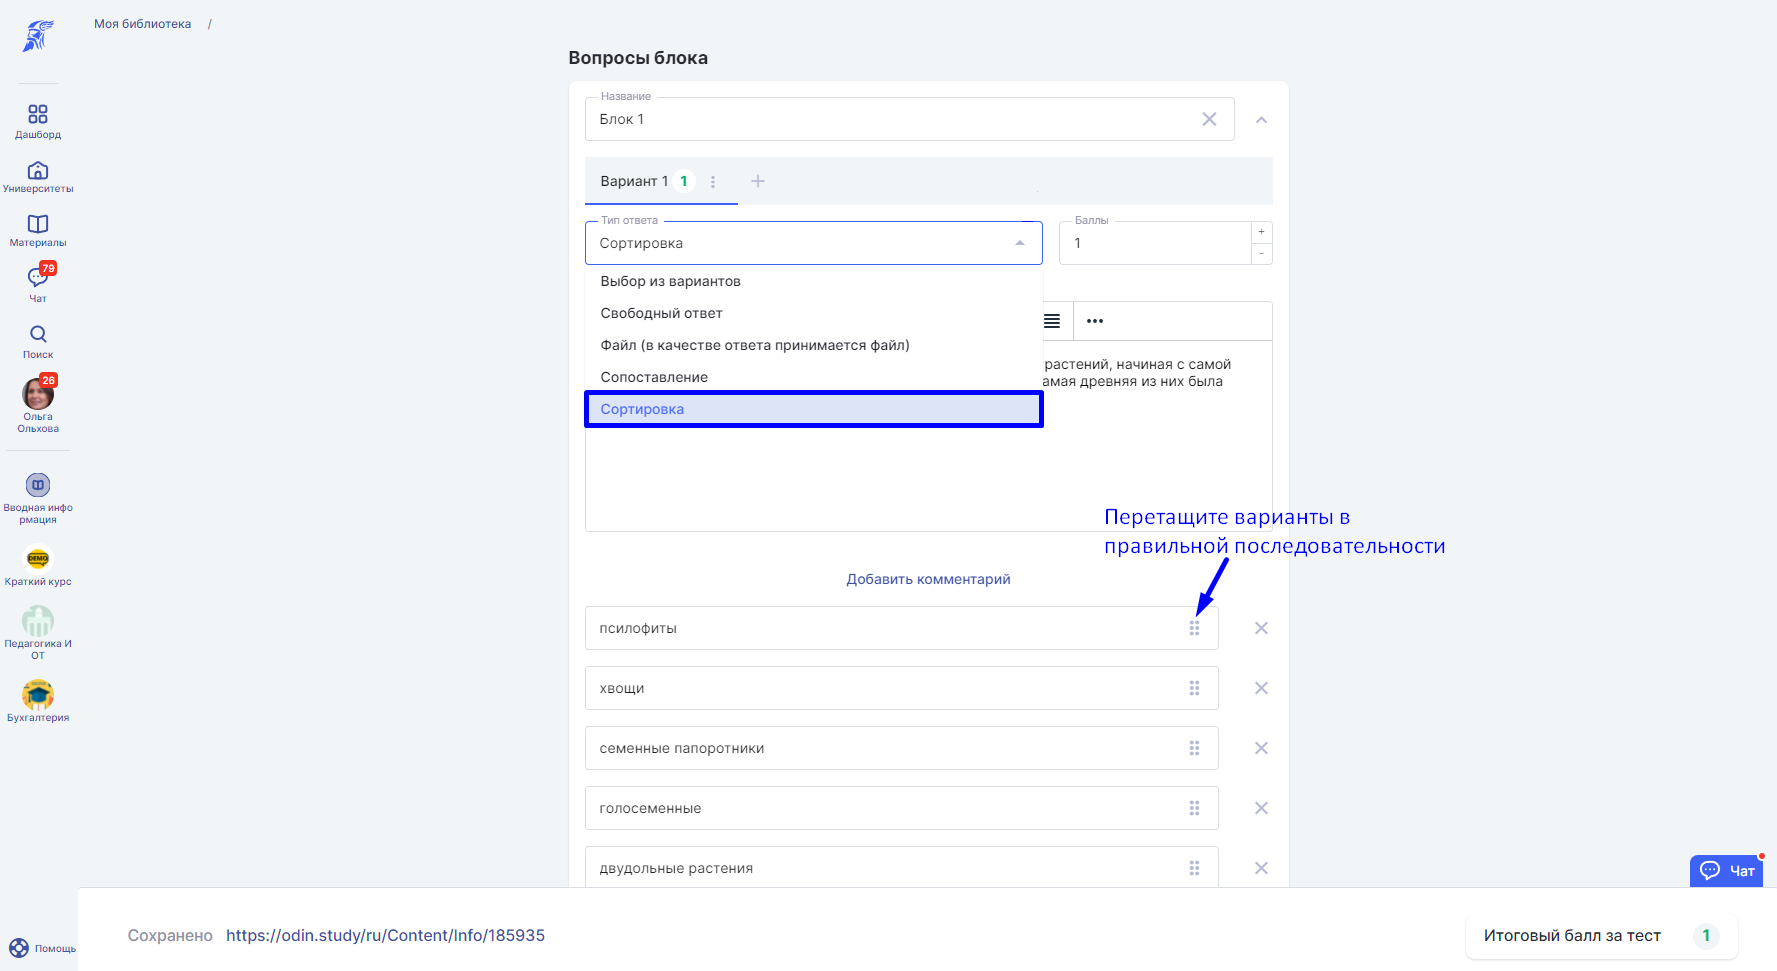 Моя библиотека /
Дашборд
Университеты
Материалы
79
Чат
Поиск
26
Ольга
Ольхова
Вводная инфо
рмация
DEMO
Краткий курс
Педагогика И
ОТ
Бухгалтерия
Помощь
Вопросы блока
Название
Блок 1
Вариант 1 1
Тип ответа
Сортировка
Баллы
1
+
-
Выбор из вариантов
Свободный ответ
Файл (в качестве ответа принимается файл)
Сопоставление
Сортировка
растений, начиная с самой
амая древняя из них была
Перетащите варианты в
правильной последовательности
Добавить комментарий
псилофиты
хвощи
семенные папоротники
голосеменные
двудольные растения
Чат
Сохранено https://odin.study/ru/Content/Info/185935
Итоговый балл за тест 1